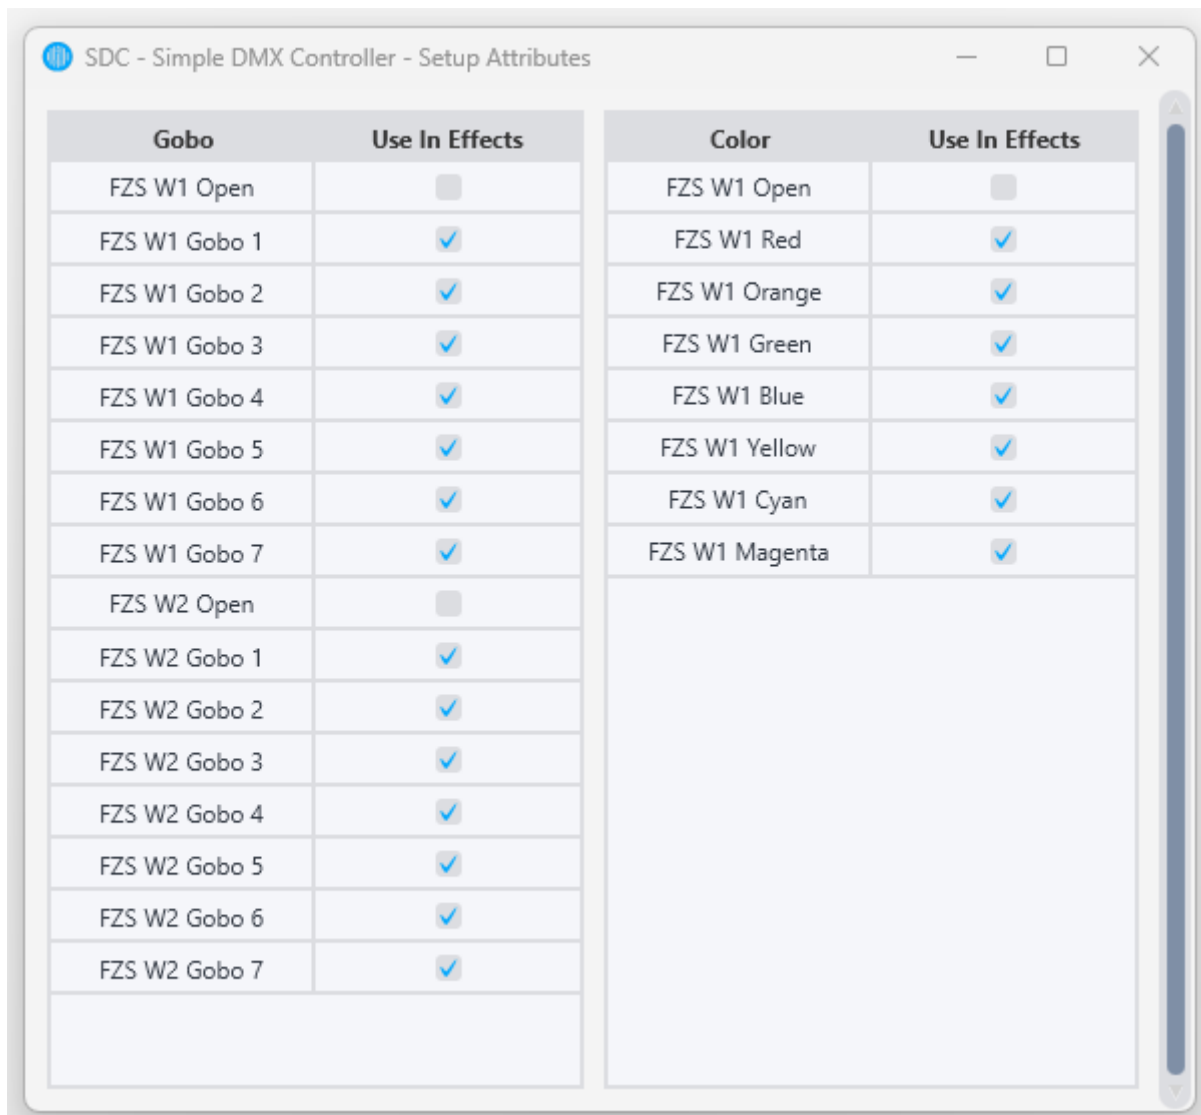 SDC - Simple DMX Controller - Setup Attributes
Gobo Use In Effects
FZS W1 Open
FZS W1 Gobo 1
FZS W1 Gobo 2
FZS W1 Gobo 3
FZS W1 Gobo 4
FZS W1 Gobo 5
FZS W1 Gobo 6
FZS W1 Gobo 7
FZS W2 Open
FZS W2 Gobo 1
FZS W2 Gobo 2
FZS W2 Gobo 3
FZS W2 Gobo 4
FZS W2 Gobo 5
FZS W2 Gobo 6
FZS W2 Gobo 7
Color Use In Effects
FZS W1 Open
FZS W1 Red
FZS W1 Orange
FZS W1 Green
FZS W1 Blue
FZS W1 Yellow
FZS W1 Cyan
FZS W1 Magenta